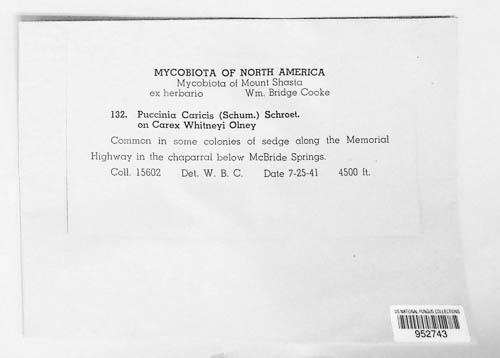 MYCOBIOTA OF NORTH AMERICA
Mycobiota of Mount Shasta
ex herbario Wm. Bridge Cooke
132. Puccinia Caricis (Schum.) Schroet.
on Carex Whitneyi Olney
Common in some colonies of sedge along the Memorial
Highway in the chaparral below McBride Springs.
Coll. 15602 Det. W. B. C. Date 7-25-41 4500 ft.
US NATIONAL FUNGUS COLLECTIONS
952743